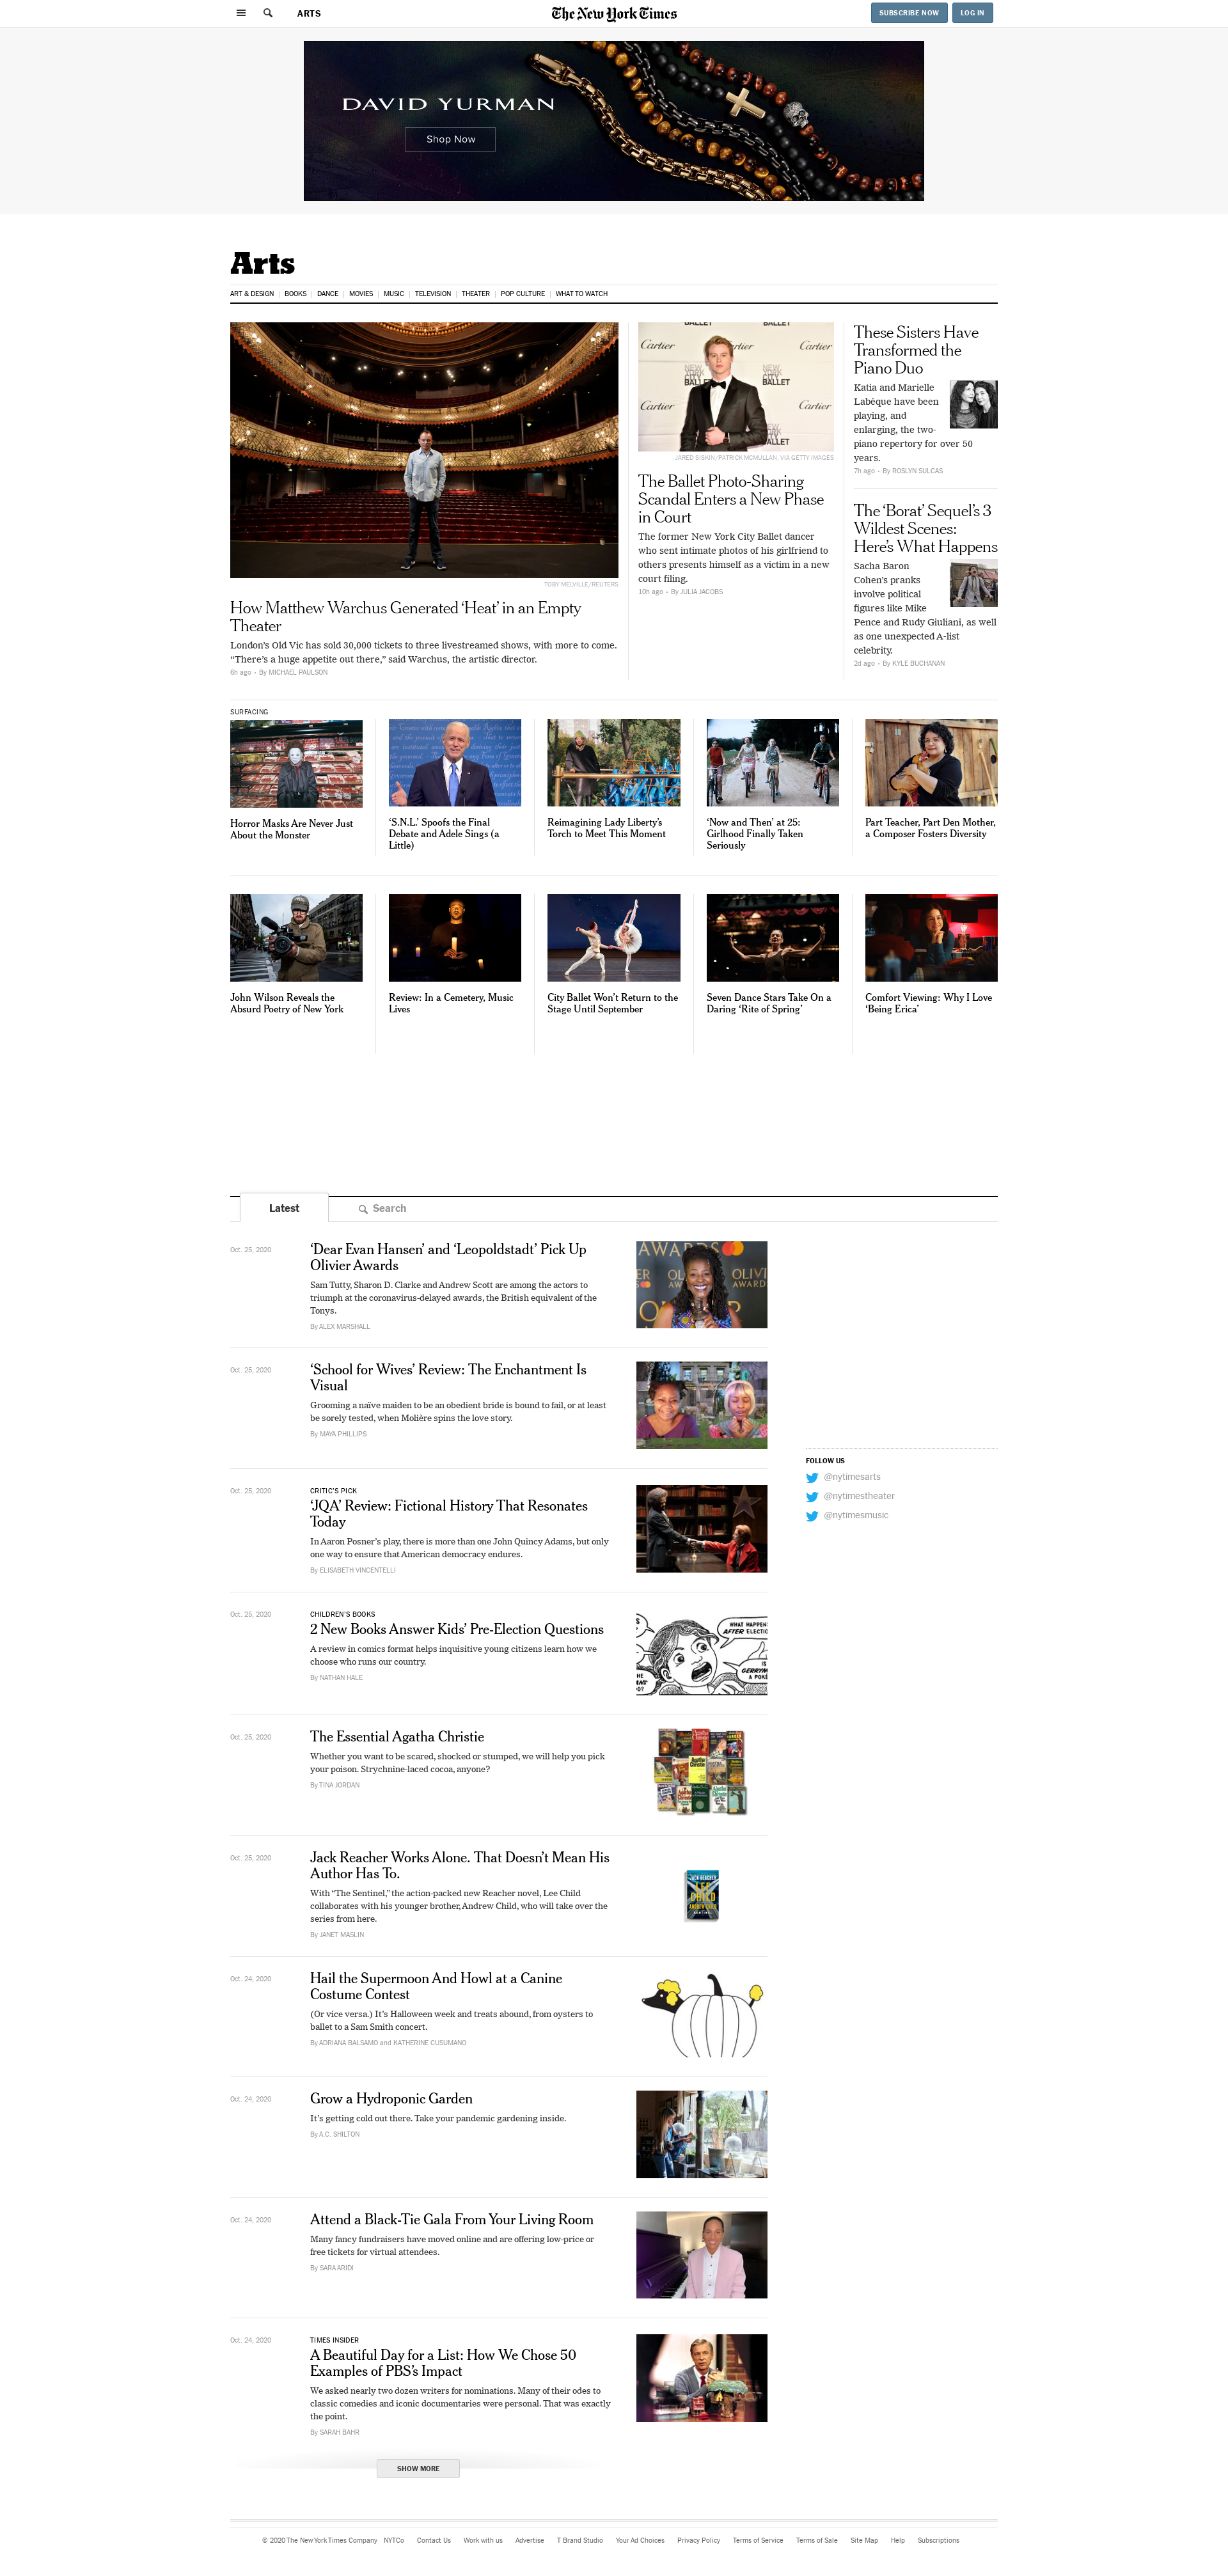 ARTS
The New York Times
SUBSCRIBE NOW
LOG IN
DAVID YURMAN
Shop Now
Arts
ART & DESIGN | BOOKS | DANCE | MOVIES | MUSIC | TELEVISION | THEATER | POP CULTURE | WHAT TO WATCH
TOBY MELVILLE/REUTERS
How Matthew Warchus Generated ‘Heat’ in an Empty
Theater
London’s Old Vic has sold 30,000 tickets to three livestreamed shows, with more to come.
“There’s a huge appetite out there,” said Warchus, the artistic director.
6h ago • By MICHAEL PAULSON
BALLET BALLET
Cartier Cartier
NEW YORK CITY BALLET
Cartier Cartier
JARED SISKIN/PATRICK MCMULLAN, VIA GETTY IMAGES
The Ballet Photo-Sharing
Scandal Enters a New Phase
in Court
The former New York City Ballet dancer
who sent intimate photos of his girlfriend to
others presents himself as a victim in a new
court filing.
10h ago • By JULIA JACOBS
These Sisters Have
Transformed the
Piano Duo
Katia and Marielle
Labèque have been
playing, and
enlarging, the two-
piano repertory for over 50
years.
7h ago • By ROSLYN SULCAS
The ‘Borat’ Sequel’s 3
Wildest Scenes:
Here’s What Happens
Sacha Baron
Cohen’s pranks
involve political
figures like Mike
Pence and Rudy Giuliani, as well
as one unexpected A-list
celebrity.
2d ago • By KYLE BUCHANAN
SURFACING
Horror Masks Are Never Just
About the Monster
‘S.N.L.’ Spoofs the Final
Debate and Adele Sings (a
Little)
Reimagining Lady Liberty’s
Torch to Meet This Moment
‘Now and Then’ at 25:
Girlhood Finally Taken
Seriously
Part Teacher, Part Den Mother,
a Composer Fosters Diversity
John Wilson Reveals the
Absurd Poetry of New York
Review: In a Cemetery, Music
Lives
City Ballet Won’t Return to the
Stage Until September
Seven Dance Stars Take On a
Daring ‘Rite of Spring’
Comfort Viewing: Why I Love
‘Being Erica’
Latest
Search
Oct. 25, 2020
‘Dear Evan Hansen’ and ‘Leopoldstadt’ Pick Up
Olivier Awards
Sam Tutty, Sharon D. Clarke and Andrew Scott are among the actors to
triumph at the coronavirus-delayed awards, the British equivalent of the
Tonys.
By ALEX MARSHALL
Oct. 25, 2020
‘School for Wives’ Review: The Enchantment Is
Visual
Grooming a naïve maiden to be an obedient bride is bound to fail, or at least
be sorely tested, when Molière spins the love story.
By MAYA PHILLIPS
FOLLOW US
@nytimesarts
@nytimestheater
@nytimesmusic
Oct. 25, 2020
CRITIC’S PICK
‘JQA’ Review: Fictional History That Resonates
Today
In Aaron Posner’s play, there is more than one John Quincy Adams, but only
one way to ensure that American democracy endures.
By ELISABETH VINCENTELLI
Oct. 25, 2020
CHILDREN’S BOOKS
2 New Books Answer Kids’ Pre-Election Questions
A review in comics format helps inquisitive young citizens learn how we
choose who runs our country.
By NATHAN HALE
WHAT HAPPENS
AFTER ELECTIO
Oct. 25, 2020
The Essential Agatha Christie
Whether you want to be scared, shocked or stumped, we will help you pick
your poison. Strychnine-laced cocoa, anyone?
By TINA JORDAN
Oct. 25, 2020
Jack Reacher Works Alone. That Doesn’t Mean His
Author Has To.
With “The Sentinel,” the action-packed new Reacher novel, Lee Child
collaborates with his younger brother, Andrew Child, who will take over the
series from here.
By JANET MASLIN
JACK REACHER
LEE
CHILD
Oct. 24, 2020
Hail the Supermoon And Howl at a Canine
Costume Contest
(Or vice versa.) It’s Halloween week and treats abound, from oysters to
ballet to a Sam Smith concert.
By ADRIANA BALSAMO and KATHERINE CUSUMANO
Oct. 24, 2020
Grow a Hydroponic Garden
It’s getting cold out there. Take your pandemic gardening inside.
By A.C. SHILTON
Oct. 24, 2020
Attend a Black-Tie Gala From Your Living Room
Many fancy fundraisers have moved online and are offering low-price or
free tickets for virtual attendees.
By SARA ARIDI
Oct. 24, 2020
TIMES INSIDER
A Beautiful Day for a List: How We Chose 50
Examples of PBS’s Impact
We asked nearly two dozen writers for nominations. Many of their odes to
classic comedies and iconic documentaries were personal. That was exactly
the point.
By SARAH BAHR
SHOW MORE
© 2020 The New York Times Company NYTCo Contact Us Work with us Advertise T Brand Studio Your Ad Choices Privacy Policy Terms of Service Terms of Sale Site Map Help Subscriptions